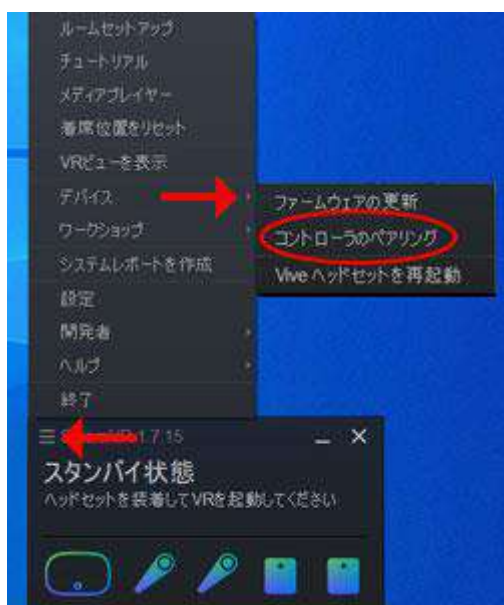 ルームセットアップ
チュートリアル
メディアプレイヤー
着席位置をリセット
VRビューを表示
デバイス
ファームウェアの更新
ワークショップ
コントローラのペアリング
システムレポートを作成
Vive ヘッドセットを再起動
設定
開発者
ヘルプ
終了
1.7.15
スタンバイ状態
ヘッドセットを装着してVRを起動してください